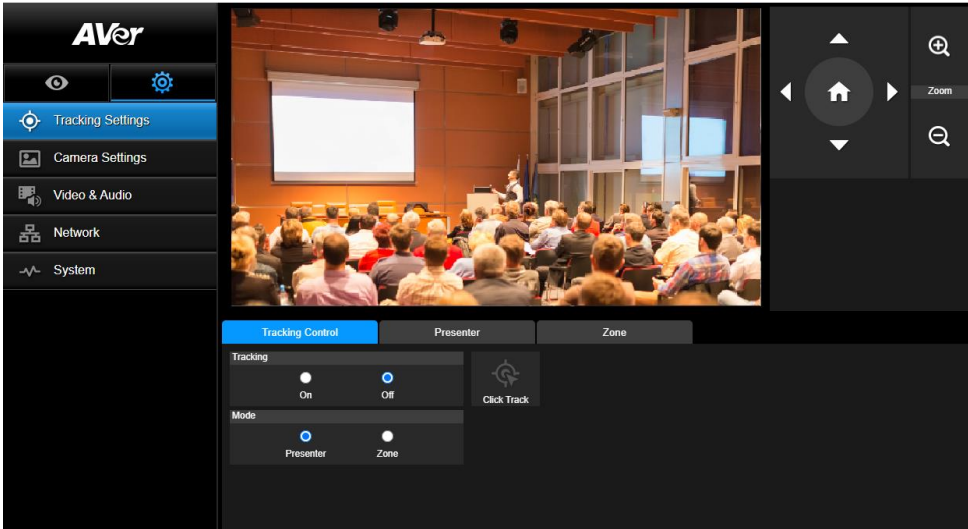 AVer
Tracking Settings
Camera Settings
Video & Audio
Network
System
Zoom
Tracking Control
Presenter
Zone
Tracking
On
Off
Click Track
Mode
Presenter
Zone